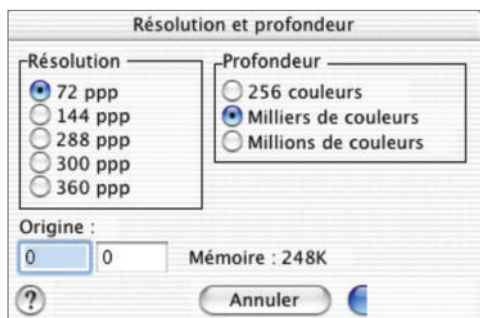 Résolution et profondeur
Résolution
72 ppp
144 ppp
288 ppp
300 ppp
360 ppp
Profondeur
256 couleurs
Milliers de couleurs
Millions de couleurs
Origine :
0 0
Mémoire : 248K
? Annuler